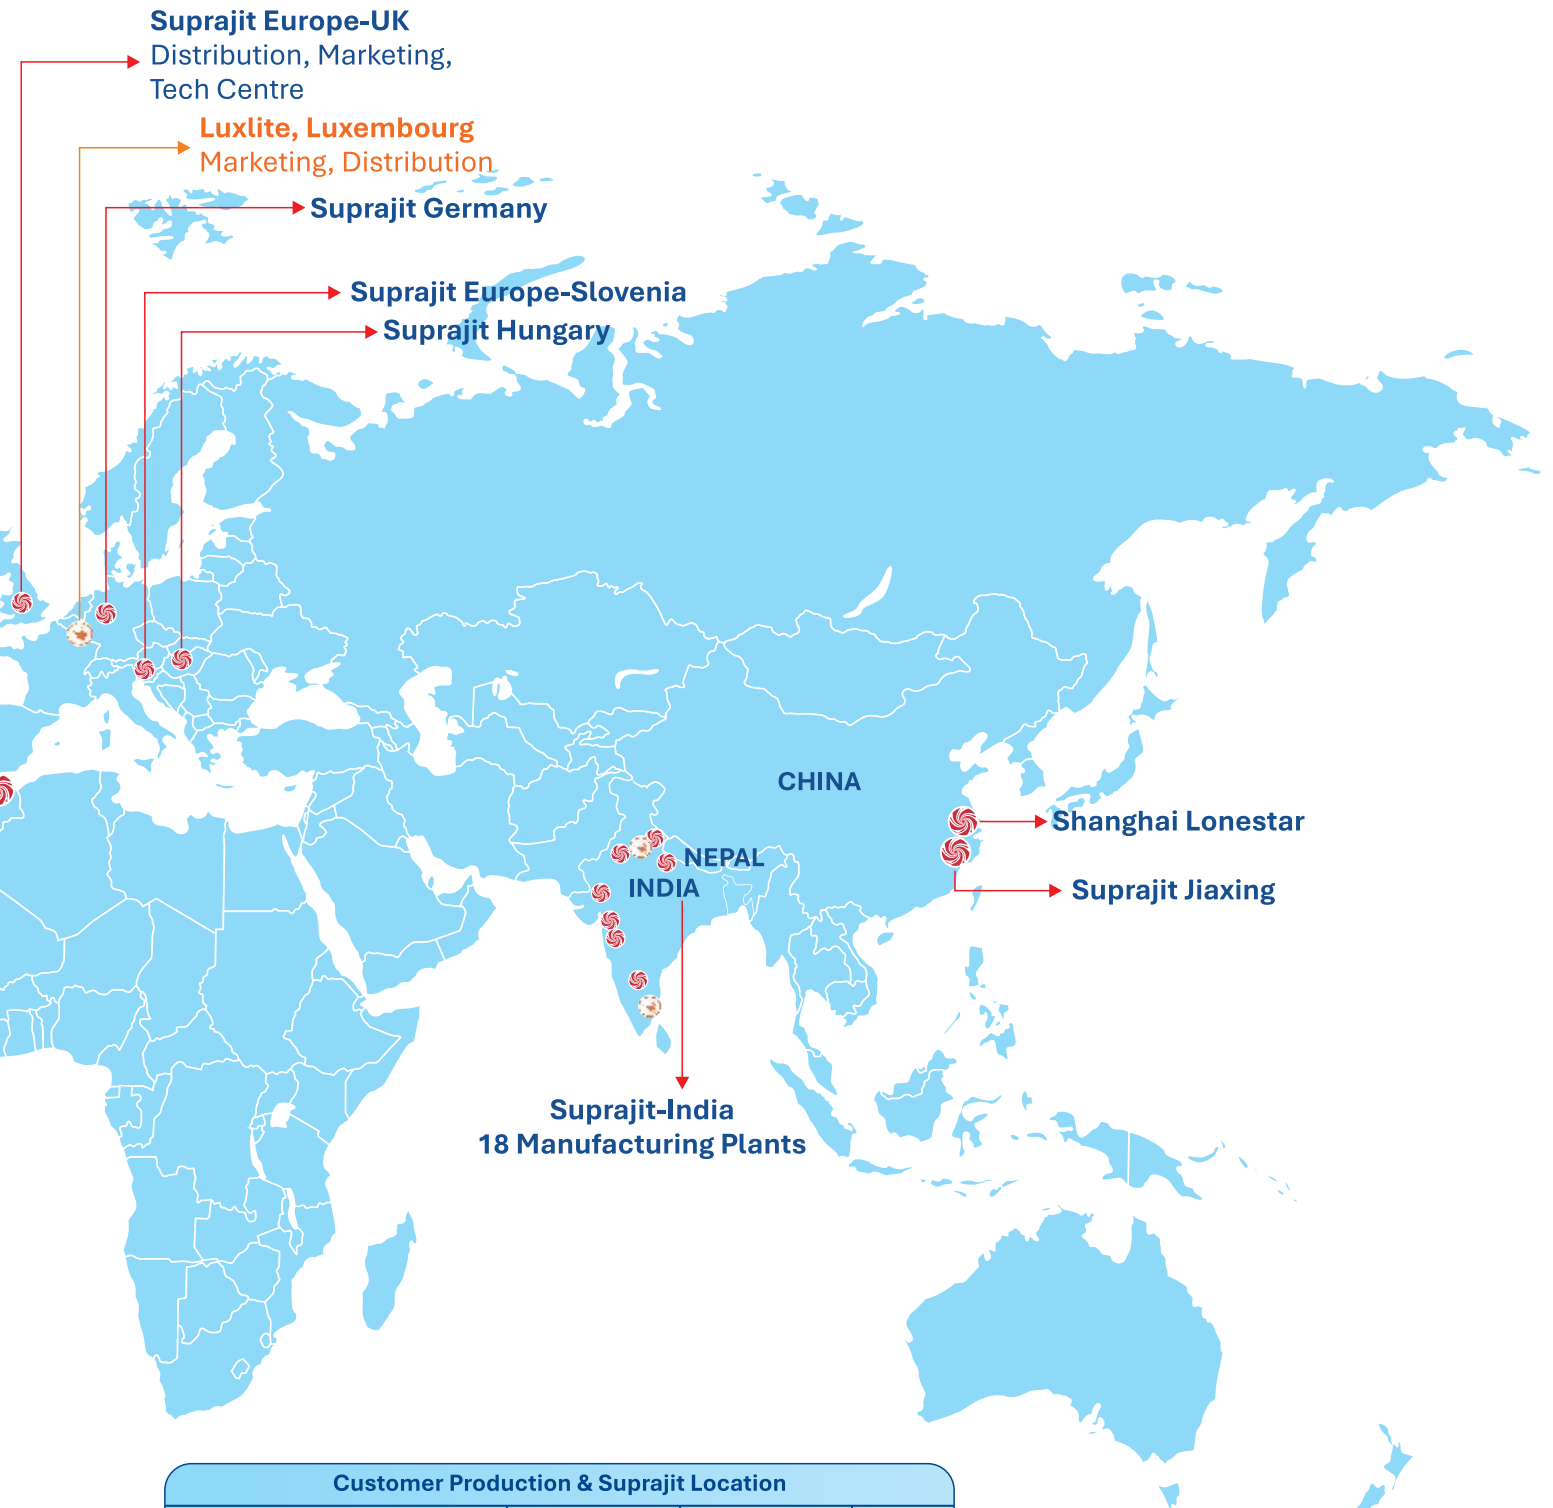 Suprajit Europe-UK
Distribution, Marketing,
Tech Centre
Luxlite, Luxembourg
Marketing, Distribution
Suprajit Germany
Suprajit Europe-Slovenia
Suprajit Hungary
CHINA
Shanghai Lonestar
NEPAL
INDIA
Suprajit Jiaxing
Suprajit-India
18 Manufacturing Plants
Customer Production & Suprajit Location